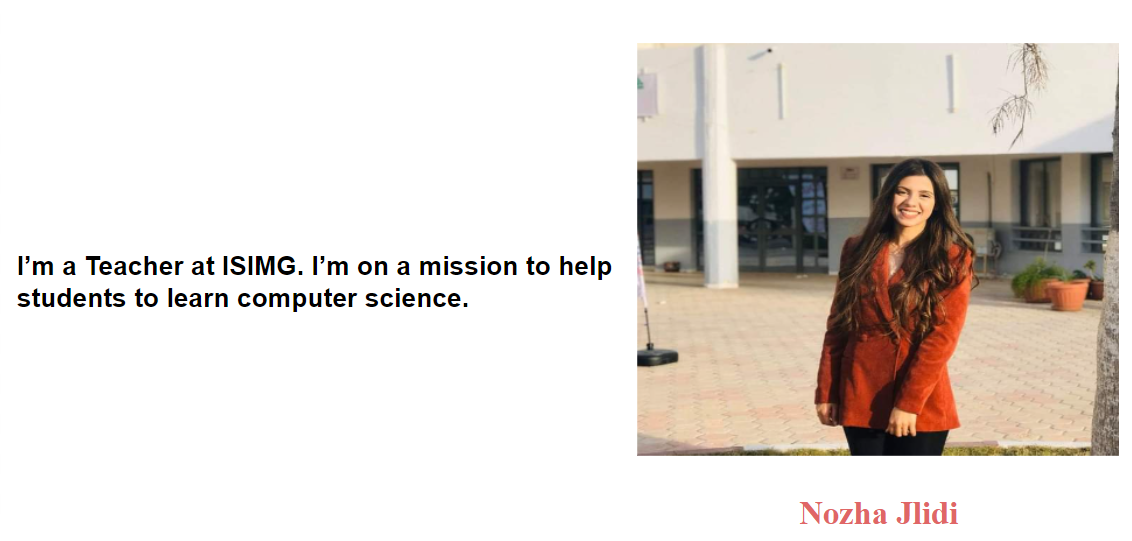 I’m a Teacher at ISIMG. I’m on a mission to help
students to learn computer science.
Nozha Jlidi